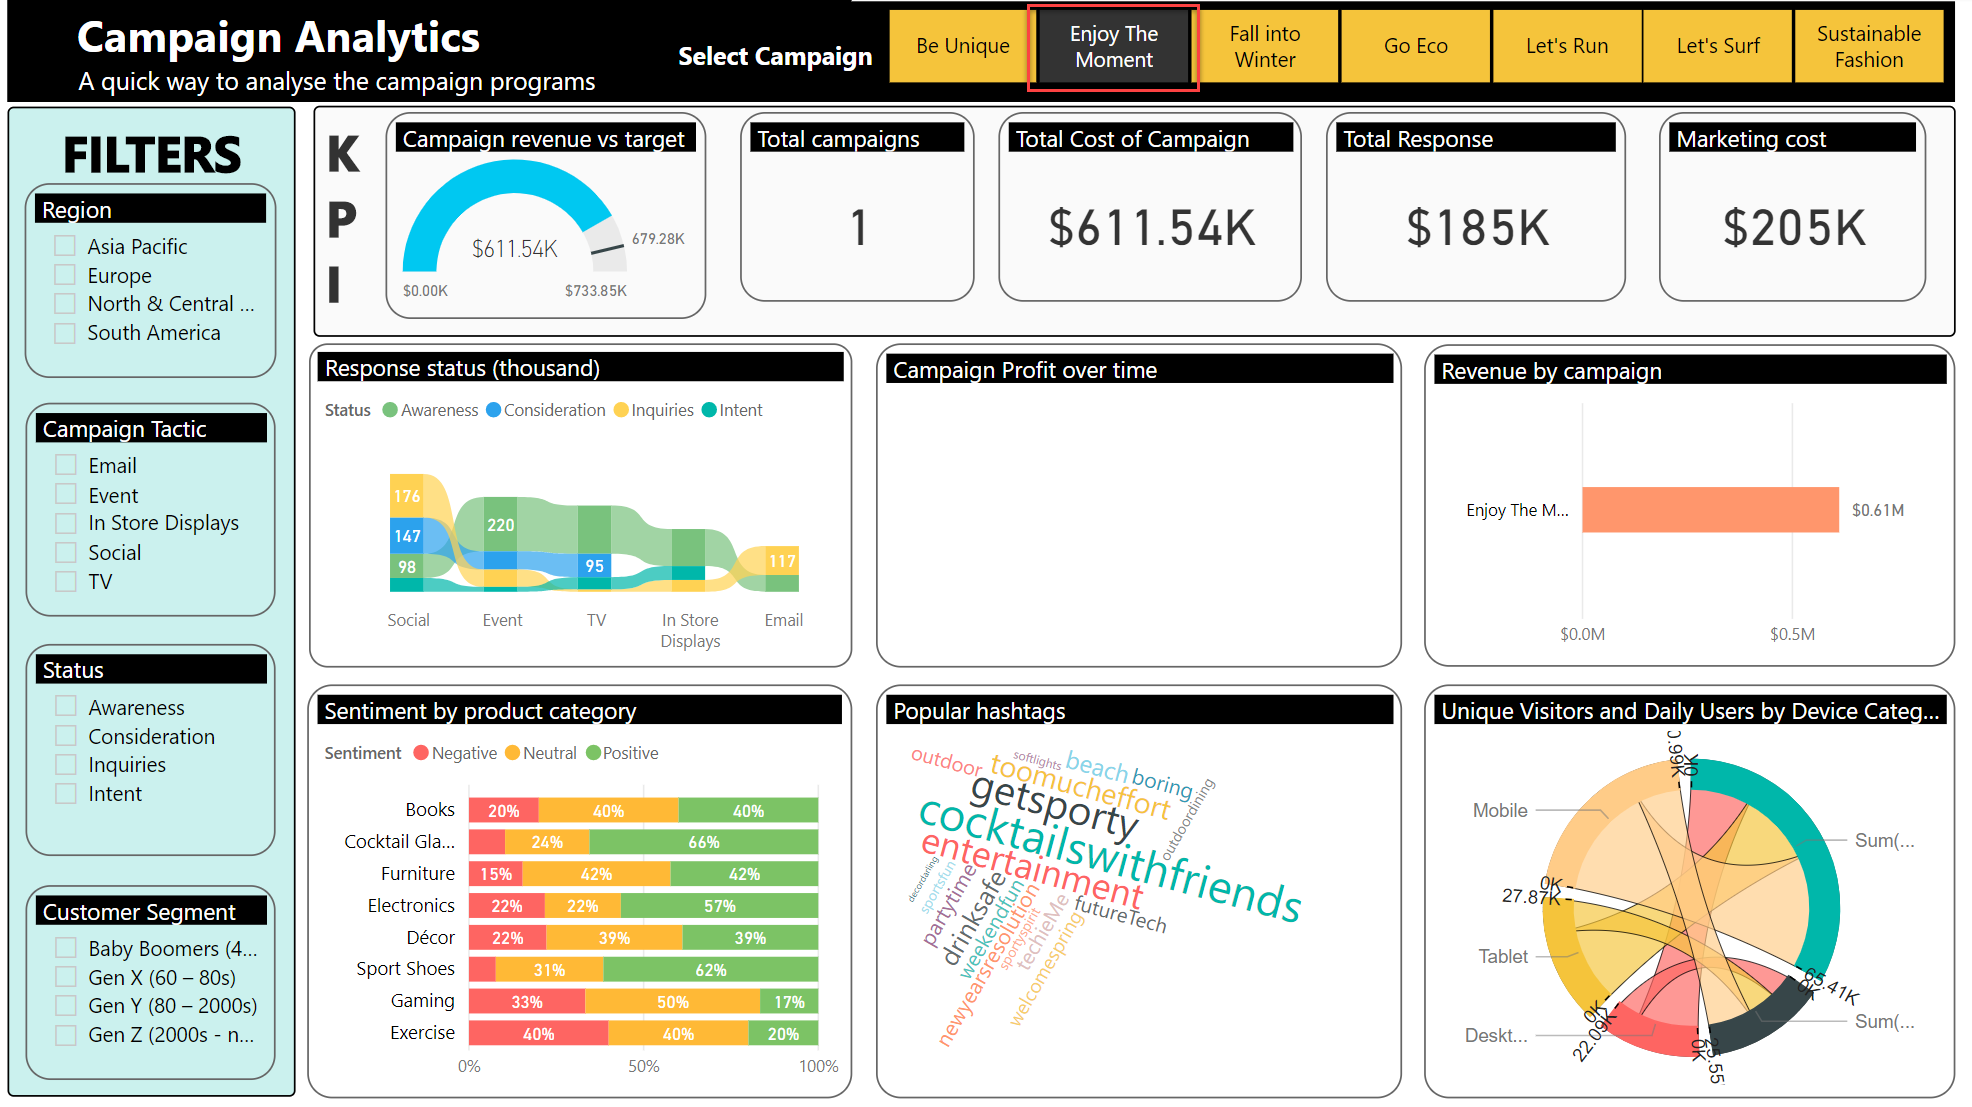 Campaign Analytics
A quick way to analyse the campaign programs
Select Campaign
Be Unique
Enjoy The
Moment
Fall into
Winter
Go Eco
Let's Run
Let's Surf
Sustainable
Fashion
FILTERS
Region
Asia Pacific
Europe
North & Central ...
South America
Campaign Tactic
Email
Event
In Store Displays
Social
TV
Status
Awareness
Consideration
Inquiries
Intent
Customer Segment
Baby Boomers (4...
Gen X (60 – 80s)
Gen Y (80 – 2000s)
Gen Z (2000s - n...
K
P
I
Campaign revenue vs target
$611.54K
679.28K
$0.00K
$733.85K
Total campaigns
1
Total Cost of Campaign
$611.54K
Total Response
$185K
Marketing cost
$205K
Response status (thousand)
Status Awareness Consideration Inquiries Intent
176
147
98
220
95
117
Social
Event
TV
In Store
Displays
Email
Campaign Profit over time
Revenue by campaign
Enjoy The M...
$0.61M
$0.0M
$0.5M
Sentiment by product category
Sentiment Negative Neutral Positive
Books 20% 40% 40%
Cocktail Gla... 24% 66%
Furniture 15% 42% 42%
Electronics 22% 22% 57%
Décor 22% 39% 39%
Sport Shoes 31% 62%
Gaming 33% 50% 17%
Exercise 40% 40% 20%
0% 50% 100%
Popular hashtags
outdoor
softlights
toomucheffort
beach
boring
getsporty
outdoordining
cocktailswithfriends
entertainment
decordarling
sportsfun
partytime
drinksafe
weekendfun
newyearsresolution
sportyspirit
techieMe
futureTech
welcomespring
Unique Visitors and Daily Users by Device Categ...
Mobile
Tablet
Deskt...
Sum(...
Sum(...
0K
0K
27.87K
0K
22.09K
0K
65.41K
0K